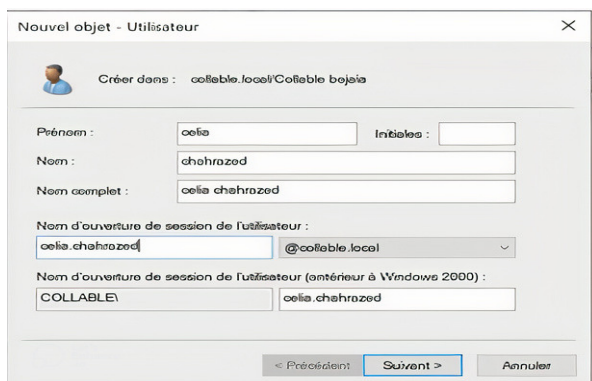 Nouvel objet - Utilisateur
Créer dans : collable.local/Collable bejaia
Prénom : celia Initiales :
Nom : chahrazed
Nom complet : celia chahrazed
Nom d'ouverture de session de l'utilisateur :
celia.chahrazed @collable.local
Nom d'ouverture de session de l'utilisateur (antérieur à Windows 2000) :
COLLABLE\ celia.chahrazed
< Précédent Suivant > Annuler